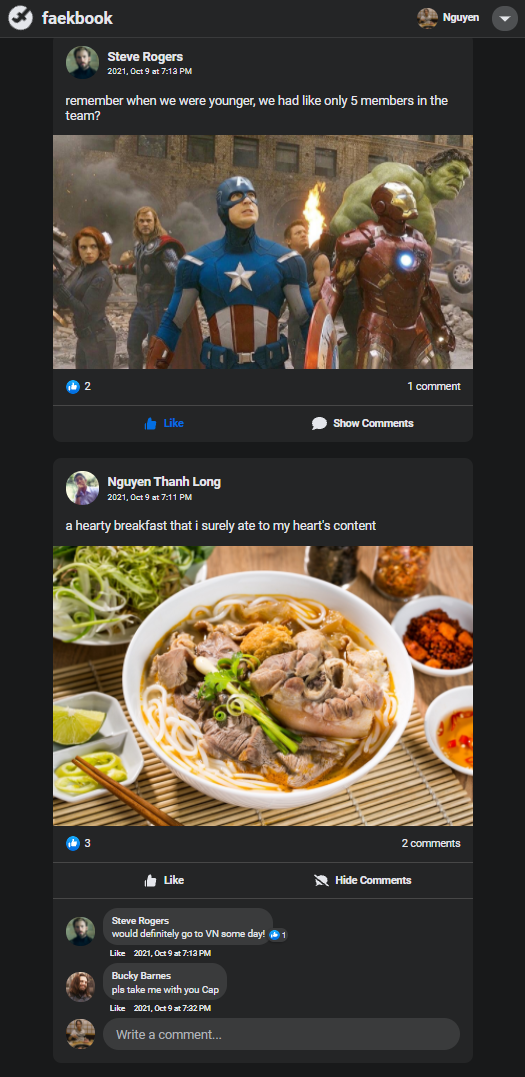 faekbook
Nguyen
Steve Rogers
2021, Oct 9 at 7:13 PM
remember when we were younger, we had like only 5 members in the
team?
2
1 comment
Like
Show Comments
Nguyen Thanh Long
2021, Oct 9 at 7:11 PM
a hearty breakfast that i surely ate to my heart's content
3
2 comments
Like
Hide Comments
Steve Rogers
would definitely go to VN some day!
1
Like 2021, Oct 9 at 7:13 PM
Bucky Barnes
pls take me with you Cap
Like 2021, Oct 9 at 7:32 PM
Write a comment...